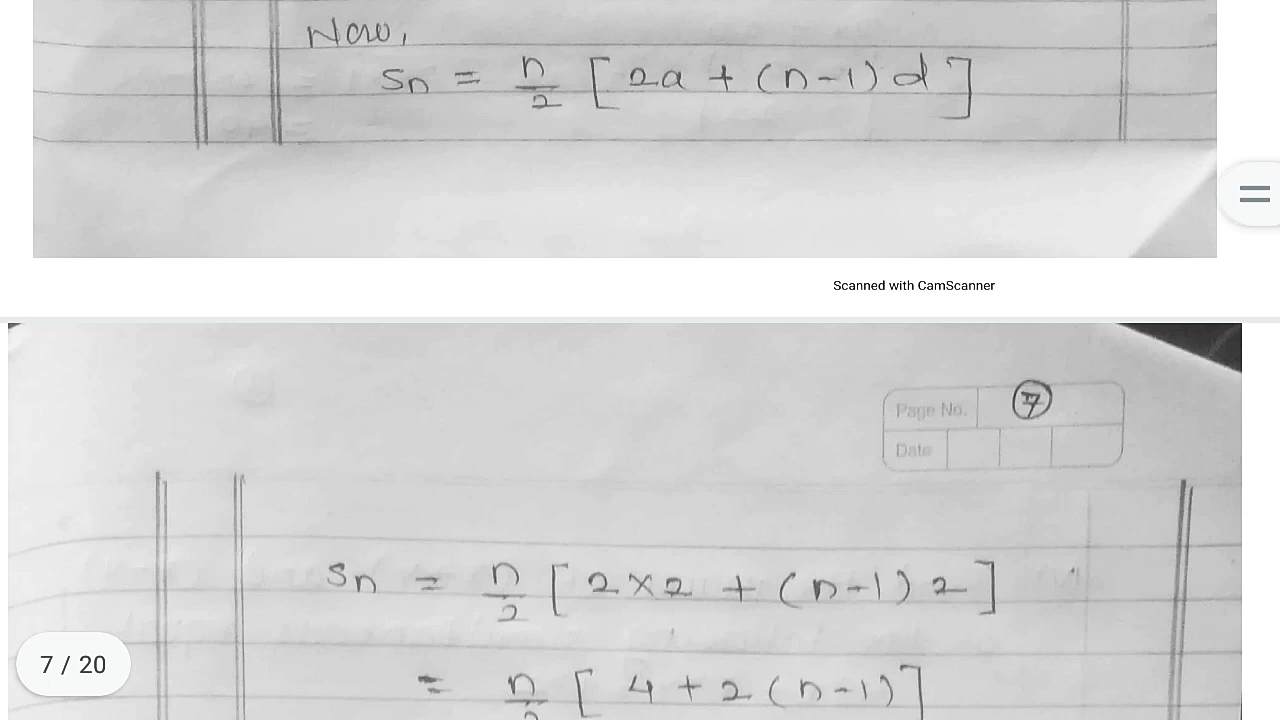 Now,
Sn = n/2 [ 2a + (n-1) d ]
Scanned with CamScanner
Page No. 7
Date
Sn = n/2 [ 2×2 + (n-1) 2 ]
7 / 20
= n/2 [ 4 + 2 (n-1) ]